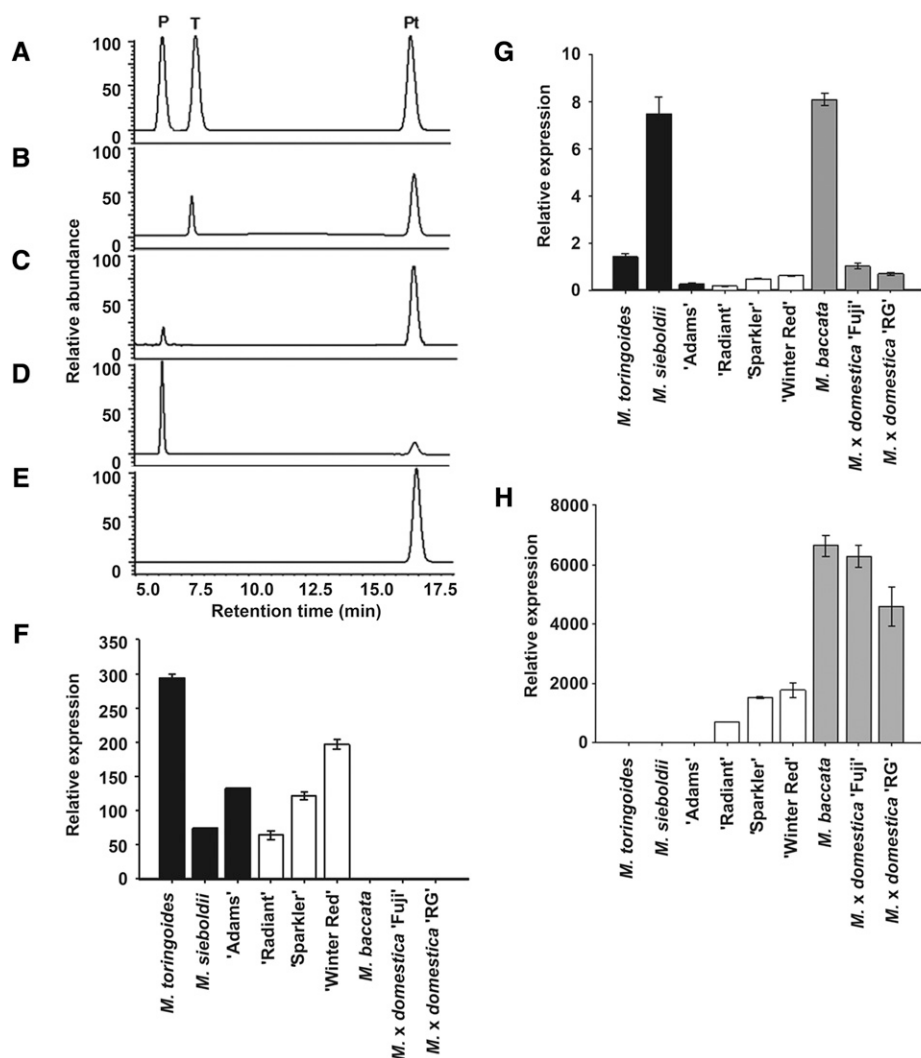 P T Pt
A
100
50
0
B
100
50
0
C
100
50
0
D
100
50
0
E
100
50
0
Relative abundance
5.0 7.5 10.0 12.5 15.0 17.5
Retention time (min)
F
350
300
250
200
150
100
50
0
Relative expression
M. toringoides
M. sieboldii
'Adams'
'Radiant'
'Sparkler'
'Winter Red'
M. baccata
M. x domestica 'Fuji'
M. x domestica 'RG'
G
10
8
6
4
2
0
Relative expression
M. toringoides
M. sieboldii
'Adams'
'Radiant'
'Sparkler'
'Winter Red'
M. baccata
M. x domestica 'Fuji'
M. x domestica 'RG'
H
8000
6000
4000
2000
0
Relative expression
M. toringoides
M. sieboldii
'Adams'
'Radiant'
'Sparkler'
'Winter Red'
M. baccata
M. x domestica 'Fuji'
M. x domestica 'RG'